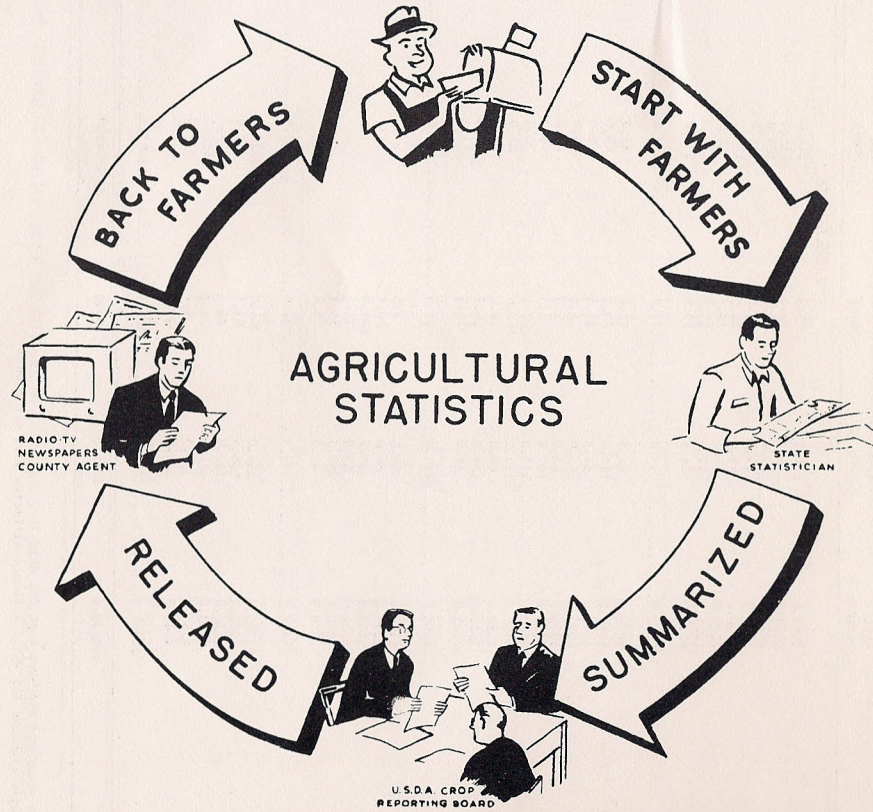 START WITH
FARMERS
STATE
STATISTICIAN
SUMMARIZED
U.S.D.A. CROP
REPORTING BOARD
RELEASED
RADIO-TV
NEWSPAPERS
COUNTY AGENT
BACK TO
FARMERS
AGRICULTURAL
STATISTICS